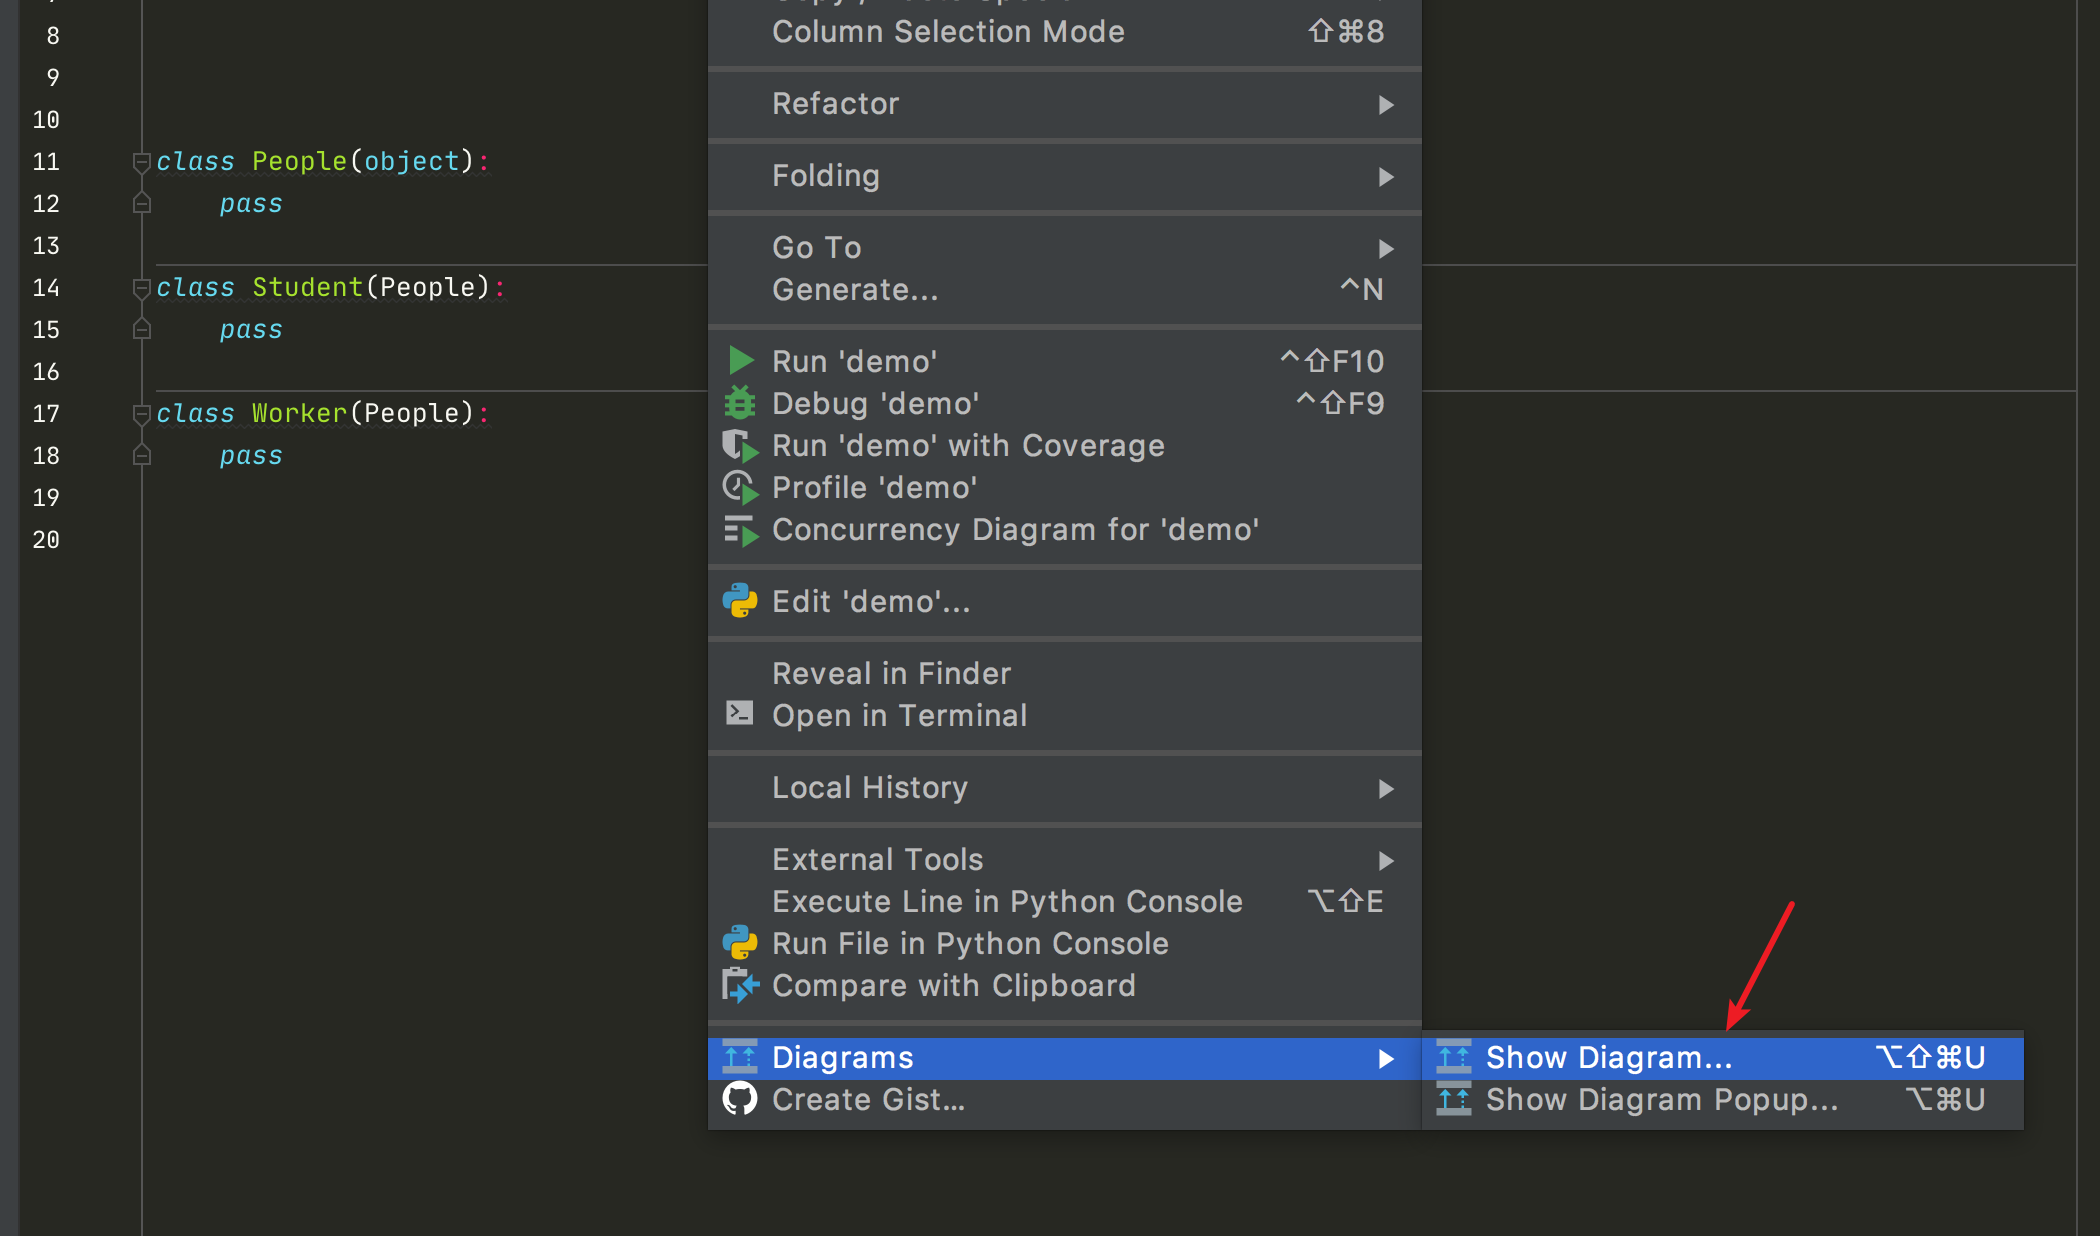 8
9
10
11 class People(object):
12 pass
13
14 class Student(People):
15 pass
16
17 class Worker(People):
18 pass
19
20
Column Selection Mode ⇧⌘8
Refactor
Folding
Go To
Generate... ^N
Run 'demo' ^⇧F10
Debug 'demo' ^⇧F9
Run 'demo' with Coverage
Profile 'demo'
Concurrency Diagram for 'demo'
Edit 'demo'...
Reveal in Finder
Open in Terminal
Local History
External Tools
Execute Line in Python Console ⌥⇧E
Run File in Python Console
Compare with Clipboard
Diagrams
Create Gist...
Show Diagram... ⌥⇧⌘U
Show Diagram Popup... ⌥⌘U